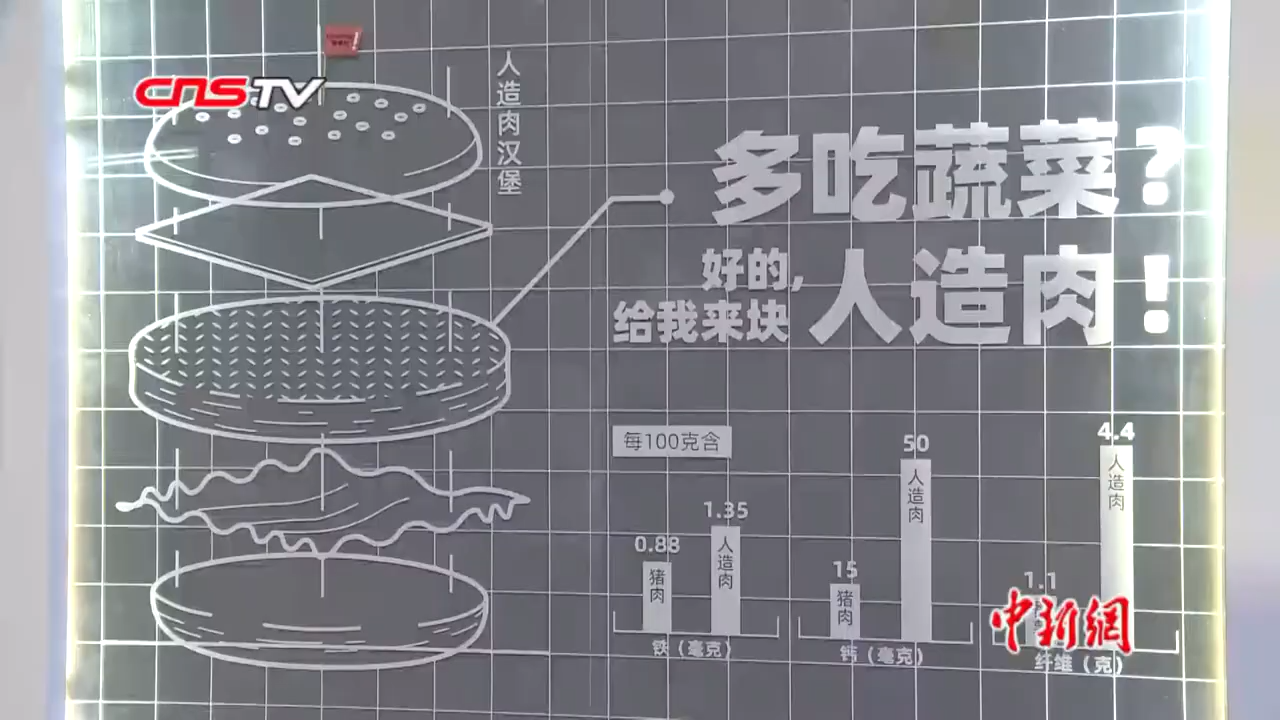 CNSTV
人造肉汉堡
多吃蔬菜?
好的,
给我来块人造肉!
每100克含
0.88
猪肉
1.35
人造肉
铁（毫克）
15
猪肉
50
人造肉
钙（毫克）
1.1
4.4
人造肉
纤维（克）
中新網